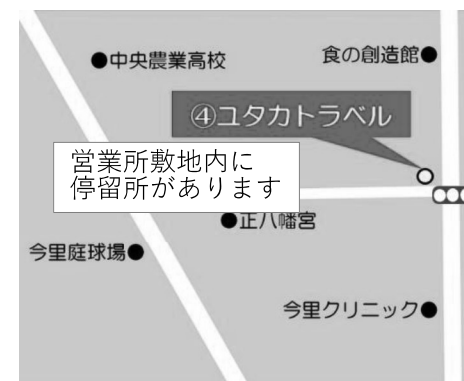 ●中央農業高校
食の創造館●
④ユタカトラベル
営業所敷地内に
停留所があります
●正八幡宮
今里庭球場●
今里クリニック●